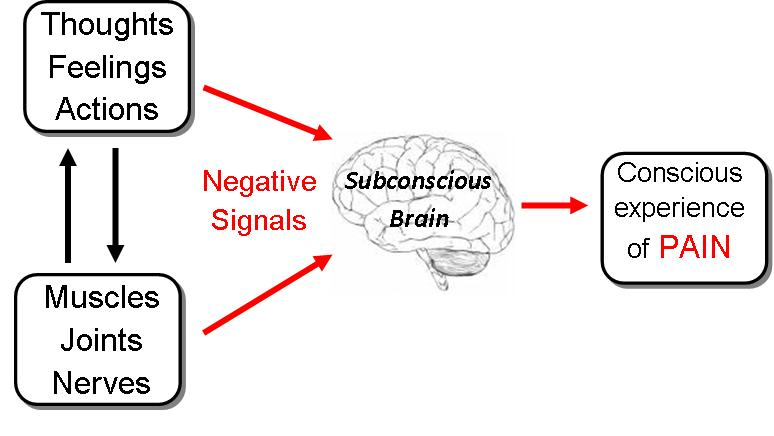 Thoughts
Feelings
Actions
Negative
Signals
Subconscious
Brain
Conscious
experience
of PAIN
Muscles
Joints
Nerves